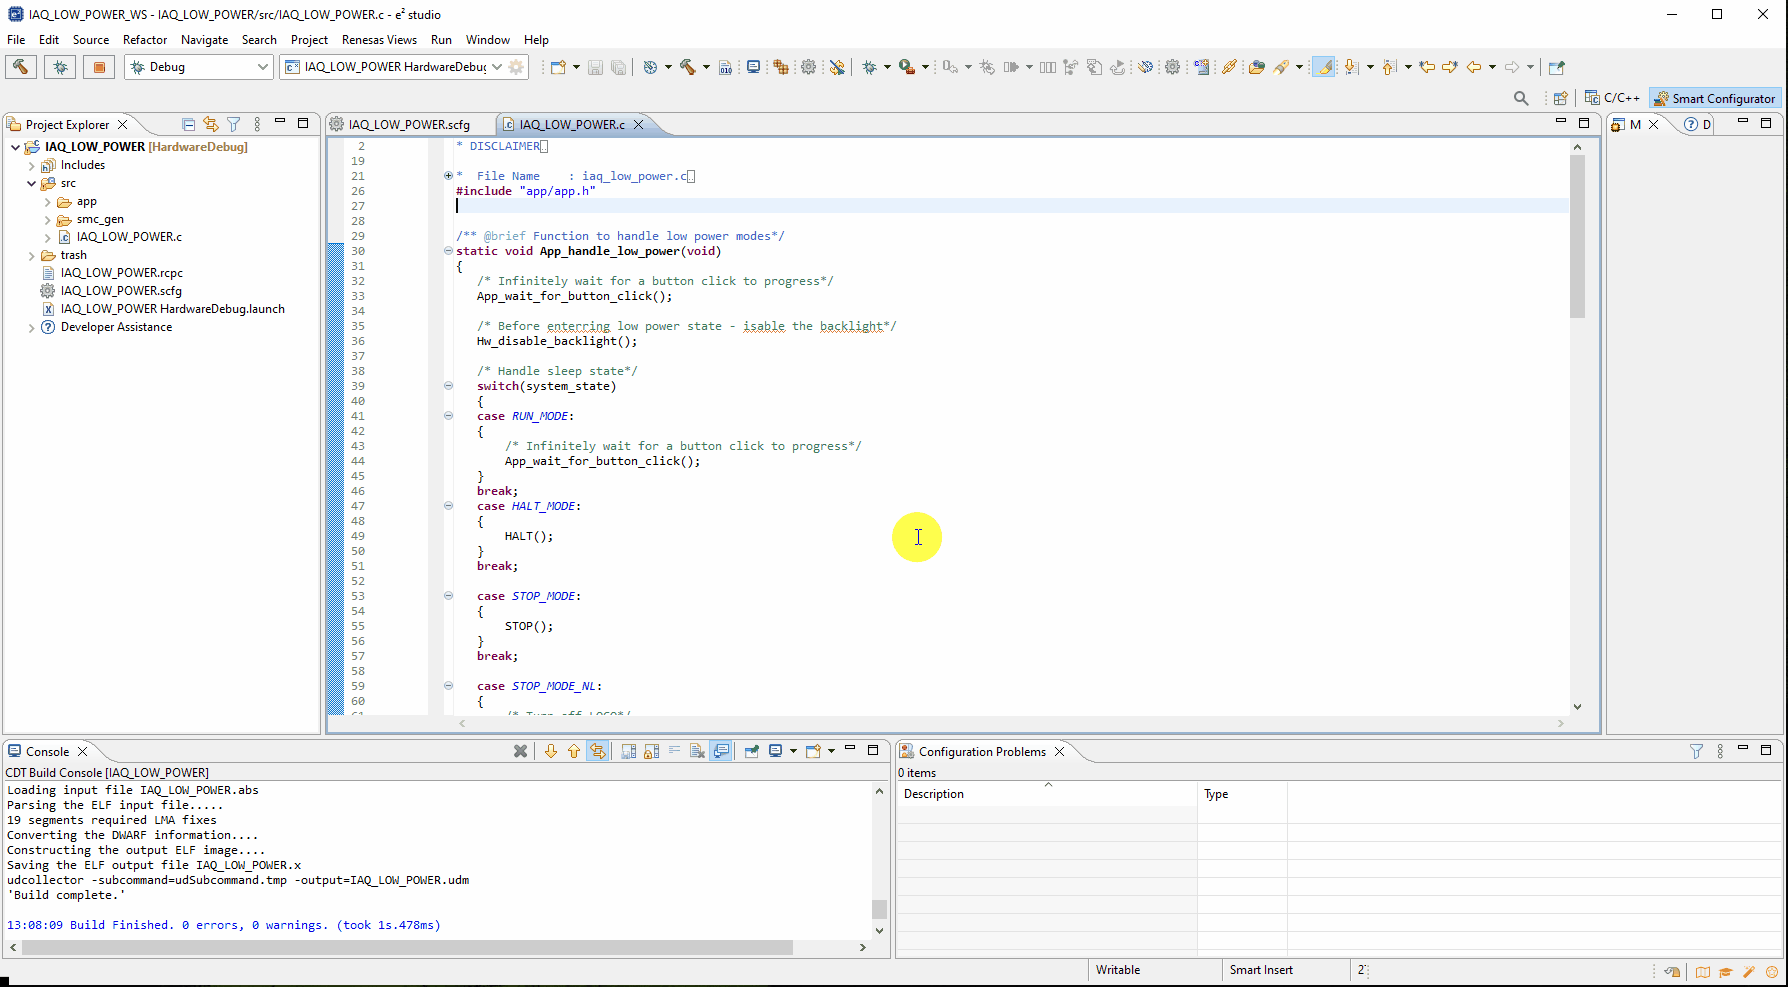 IAQ_LOW_POWER_WS - IAQ_LOW_POWER/src/IAQ_LOW_POWER.c - e² studio
File Edit Source Refactor Navigate Search Project Renesas Views Run Window Help
Debug IAQ_LOW_POWER HardwareDebug
C/C++ Smart Configurator
Project Explorer
IAQ_LOW_POWER [HardwareDebug]
Includes
src
app
smc_gen
IAQ_LOW_POWER.c
trash
IAQ_LOW_POWER.rcpc
IAQ_LOW_POWER.scfg
IAQ_LOW_POWER HardwareDebug.launch
Developer Assistance
IAQ_LOW_POWER.scfg IAQ_LOW_POWER.c
2 * DISCLAIMER
19
21 * File Name : iaq_low_power.c
26 #include "app/app.h"
27
28
29 /** @brief Function to handle low power modes*/
30 static void App_handle_low_power(void)
31 {
32 /* Infinitely wait for a button click to progress*/
33 App_wait_for_button_click();
34
35 /* Before enterring low power state - isable the backlight*/
36 Hw_disable_backlight();
37
38 /* Handle sleep state*/
39 switch(system_state)
40 {
41 case RUN_MODE:
42 {
43 /* Infinitely wait for a button click to progress*/
44 App_wait_for_button_click();
45 }
46 break;
47 case HALT_MODE:
48 {
49 HALT();
50 }
51 break;
52
53 case STOP_MODE:
54 {
55 STOP();
56 }
57 break;
58
59 case STOP_MODE_NL:
60 {
61 /* Turn off LOCO*/
M D
Console
CDT Build Console [IAQ_LOW_POWER]
Loading input file IAQ_LOW_POWER.abs
Parsing the ELF input file.....
19 segments required LMA fixes
Converting the DWARF information....
Constructing the output ELF image....
Saving the ELF output file IAQ_LOW_POWER.x
udcollector -subcommand=udSubcommand.tmp -output=IAQ_LOW_POWER.udm
'Build complete.'
13:08:09 Build Finished. 0 errors, 0 warnings. (took 1s.478ms)
Configuration Problems
0 items
Description Type
Writable Smart Insert